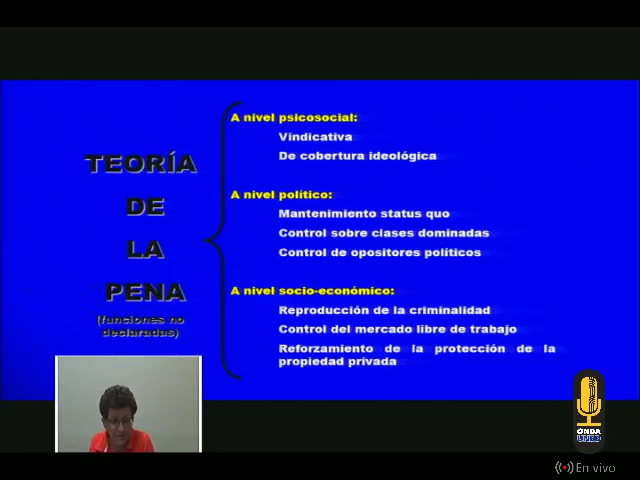 TEORÍA
DE
LA
PENA
(funciones no
declaradas)
A nivel psicosocial:
Vindicativa
De cobertura ideológica
A nivel político:
Mantenimiento status quo
Control sobre clases dominadas
Control de opositores políticos
A nivel socio-económico:
Reproducción de la criminalidad
Control del mercado libre de trabajo
Reforzamiento de la protección de la
propiedad privada
ONDA
UNED
En vivo